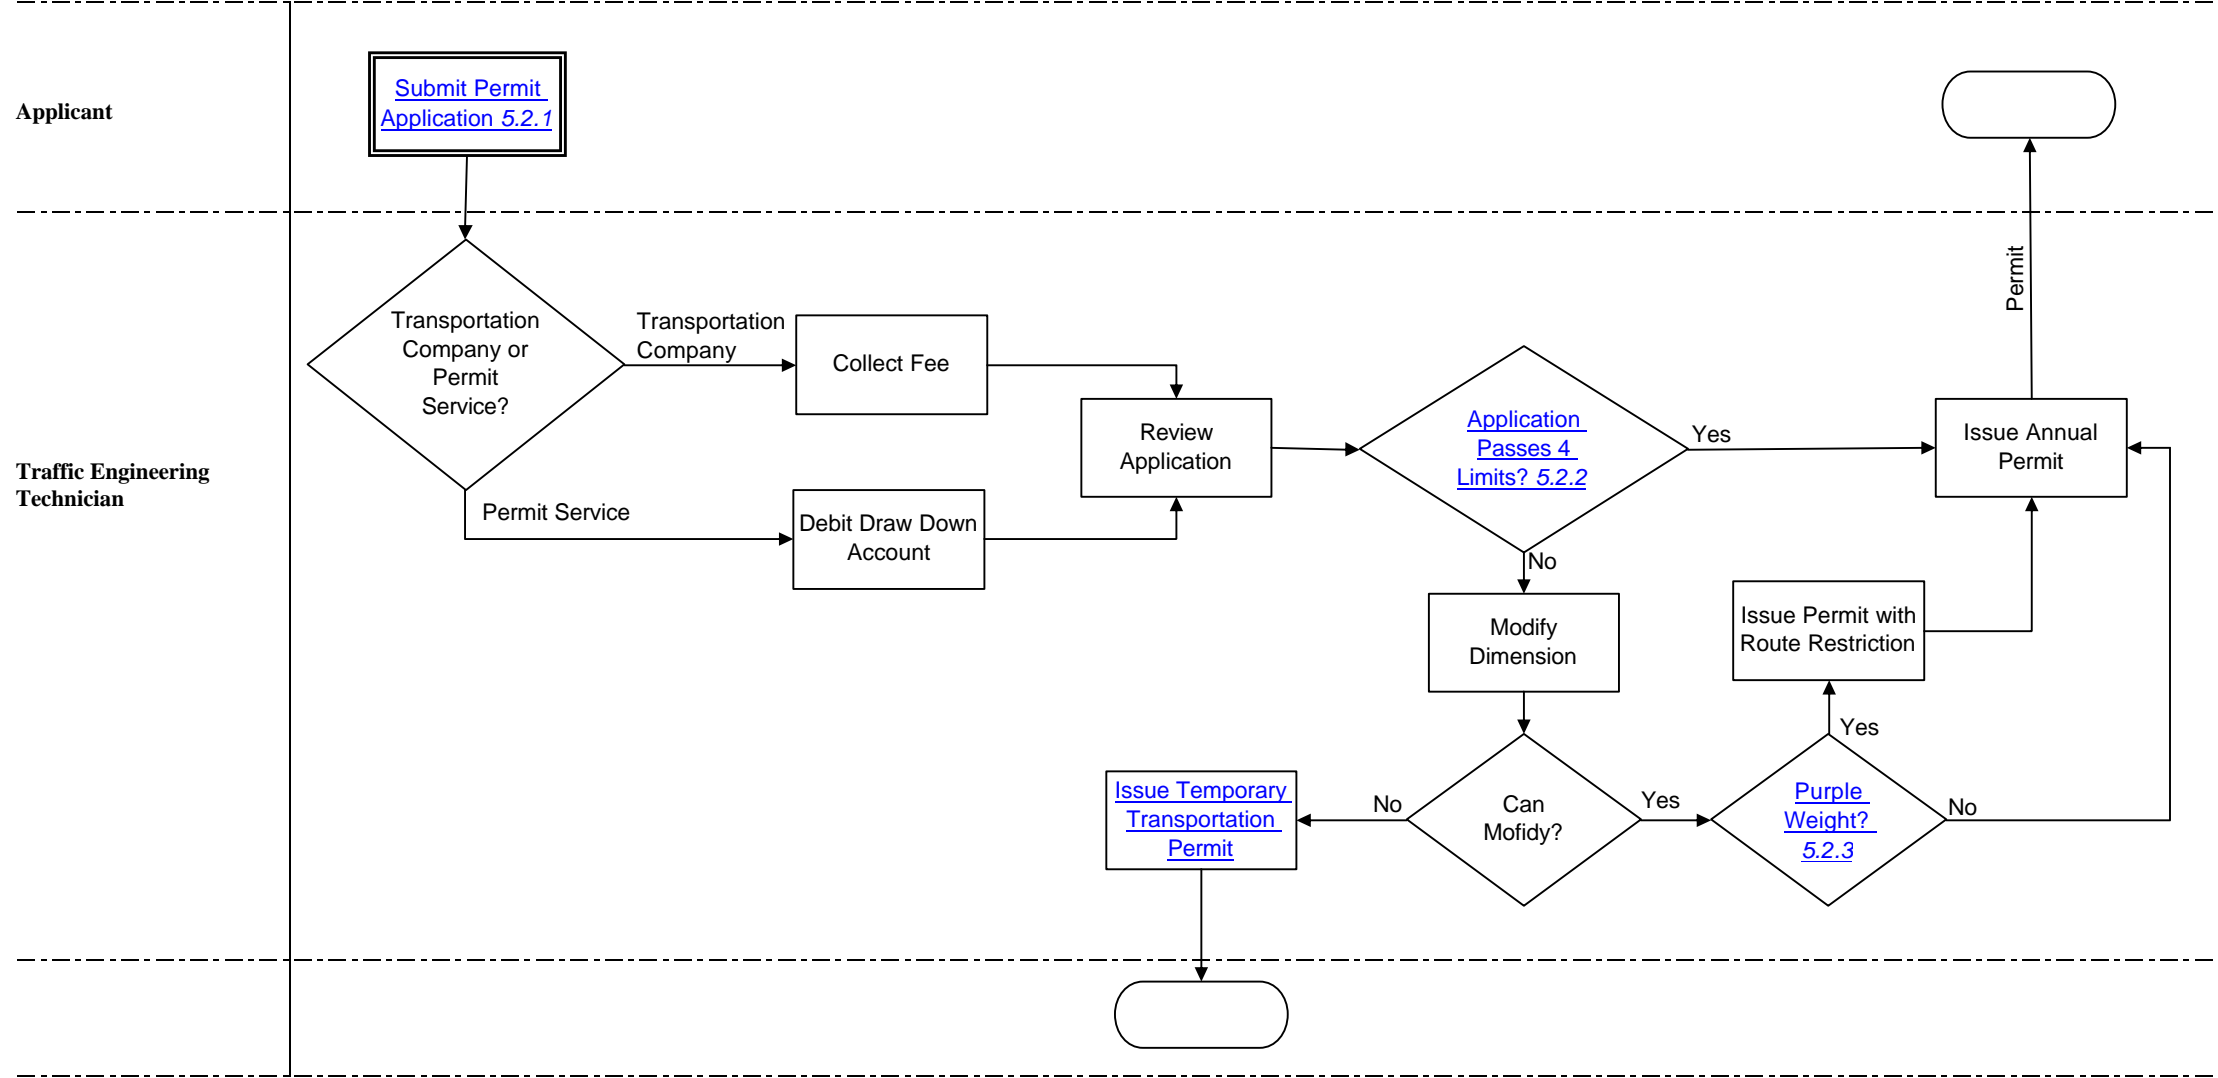 Applicant
Submit Permit
Application 5.2.1
Permit
Traffic Engineering
Technician
Transportation
Company or
Permit
Service?
Transportation
Company
Collect Fee
Permit Service
Debit Draw Down
Account
Review
Application
Application
Passes 4
Limits? 5.2.2
Yes
Issue Annual
Permit
No
Modify
Dimension
Issue Permit with
Route Restriction
Yes
Can
Mofidy?
No
Issue Temporary
Transportation
Permit
Yes
Purple
Weight?
5.2.3
No